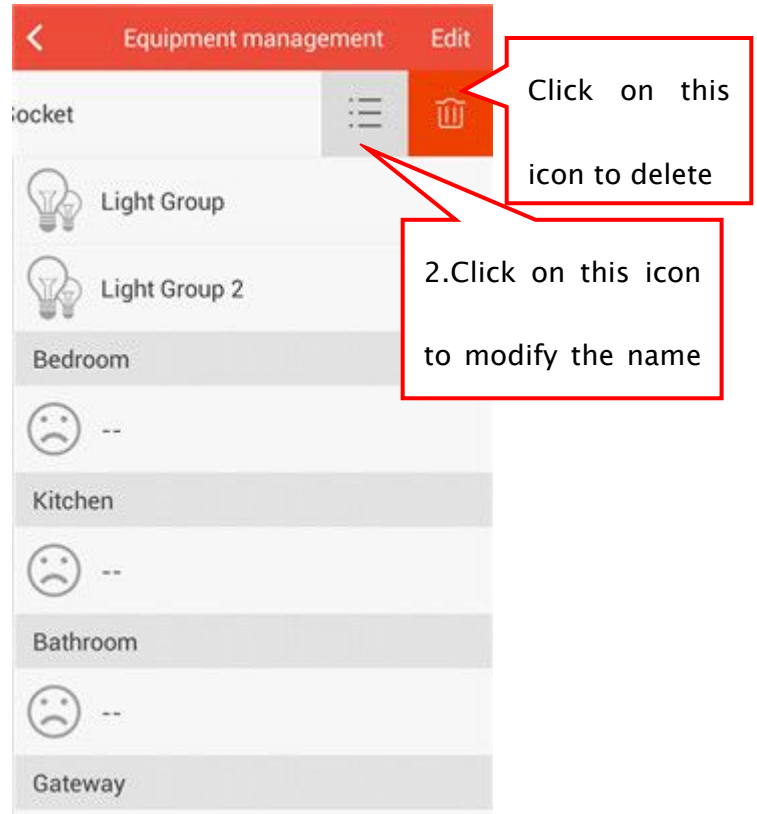 Equipment management Edit
ocket
Click on this
icon to delete
Light Group
2.Click on this icon
to modify the name
Light Group 2
Bedroom
--
Kitchen
--
Bathroom
--
Gateway